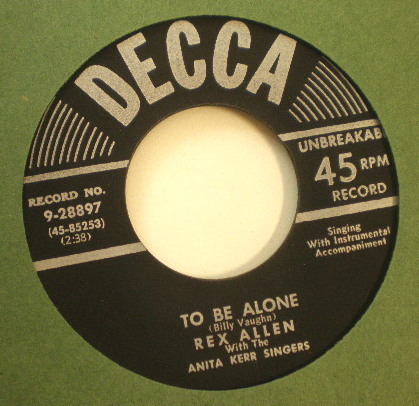 DECCA
RECORD NO.
9-28897
(45-85253)
(2:38)
UNBREAKAB
45 RPM
RECORD
Singing
With Instrumental
Accompaniment
TO BE ALONE
(Billy Vaughn)
REX ALLEN
With The
ANITA KERR SINGERS